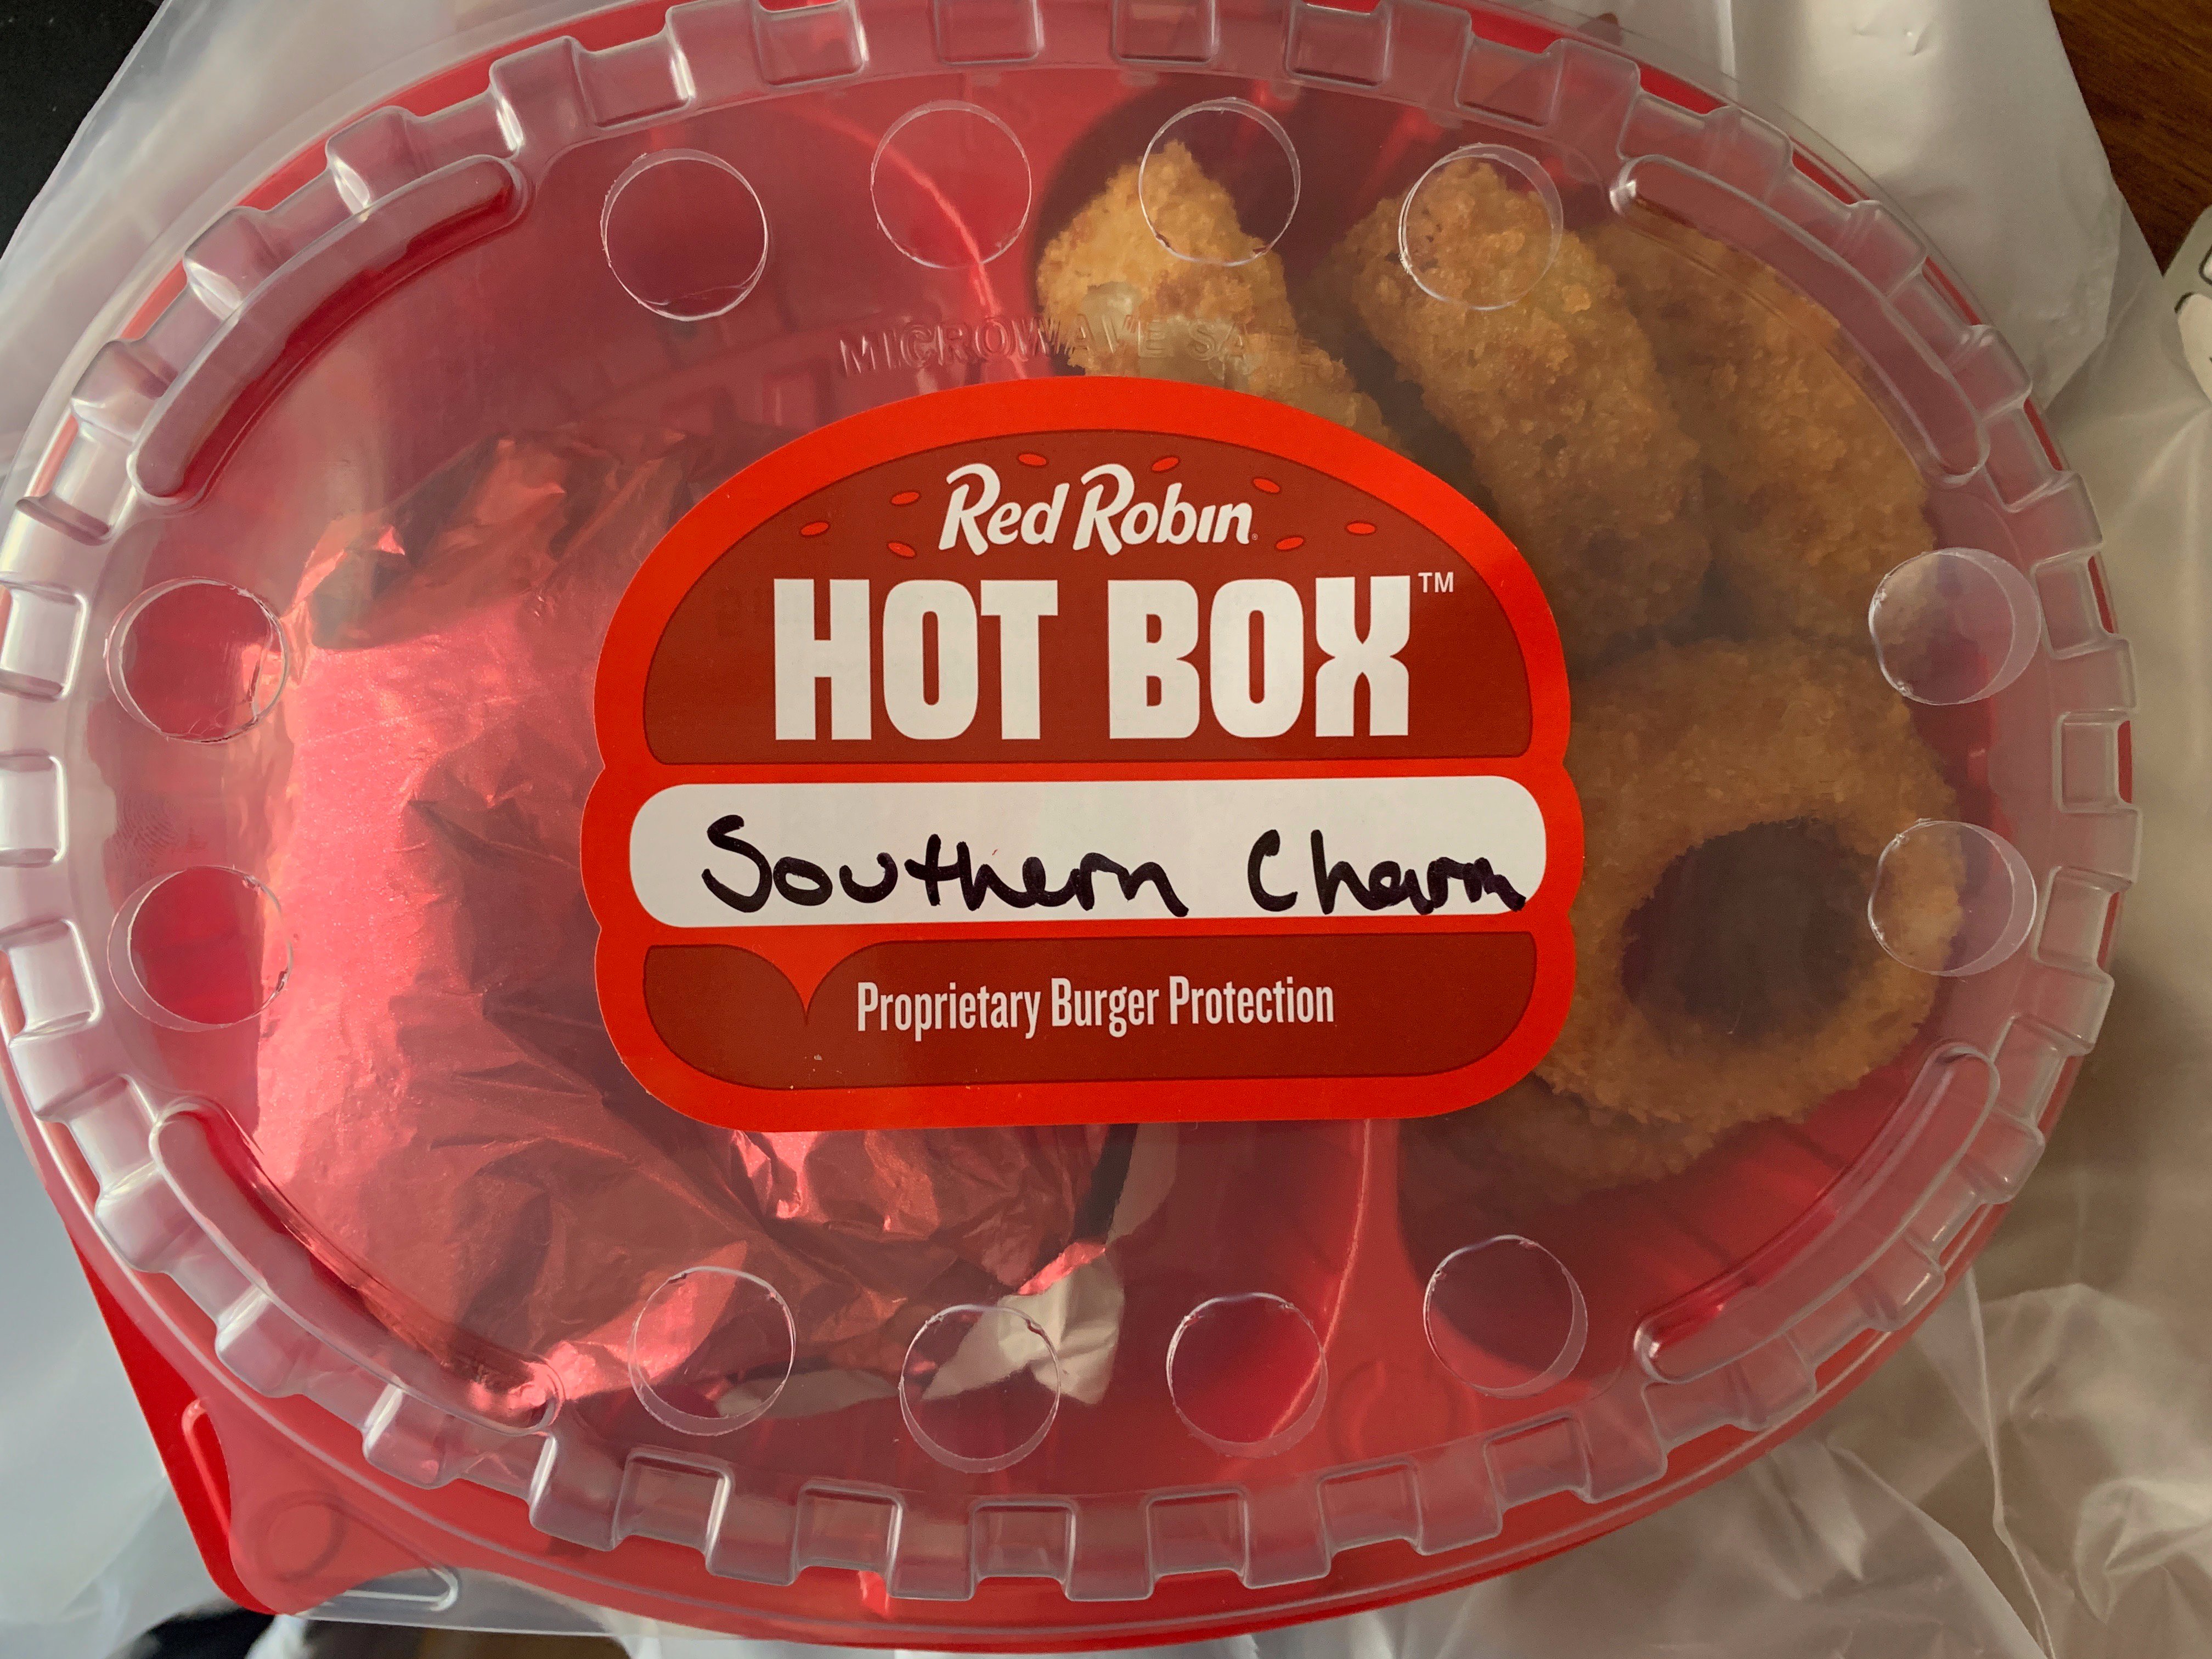 MICROWAVE SAFE
Red Robin®
HOT BOX™
Southern Charm
Proprietary Burger Protection